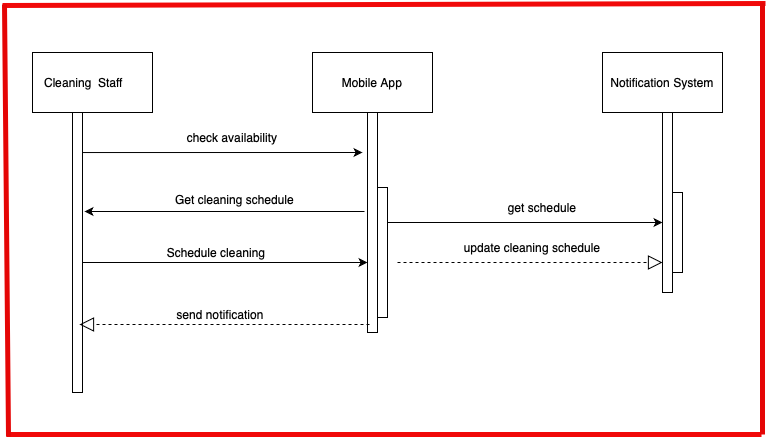 Cleaning Staff
Mobile App
Notification System
check availability
Get cleaning schedule
get schedule
Schedule cleaning
update cleaning schedule
send notification